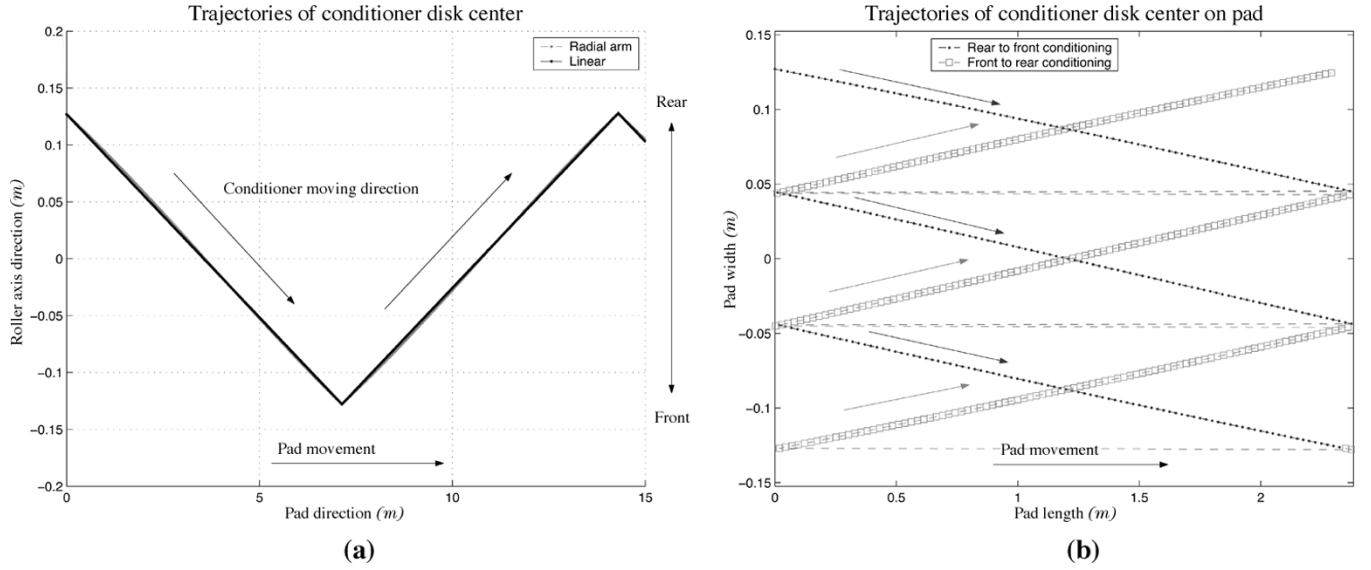 Trajectories of conditioner disk center
0.2
0.15
0.1
0.05
0
−0.05
−0.1
−0.15
−0.2
Roller axis direction (m)
Radial arm
Linear
Conditioner moving direction
Pad movement
Rear
Front
0
5
10
15
Pad direction (m)
(a)
Trajectories of conditioner disk center on pad
0.15
0.1
0.05
0
−0.05
−0.1
−0.15
Pad width (m)
Rear to front conditioning
Front to rear conditioning
Pad movement
0
0.5
1
1.5
2
Pad length (m)
(b)